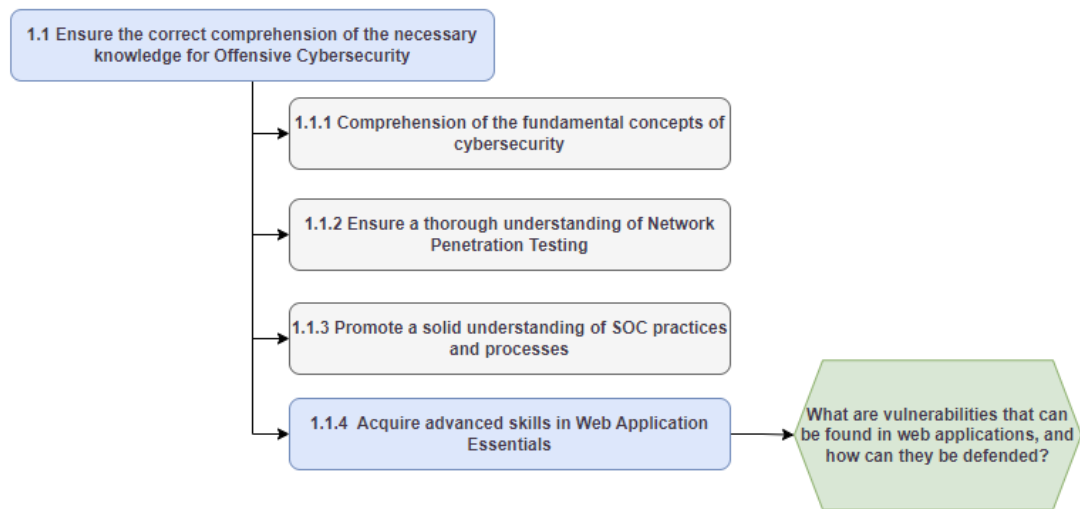 1.1 Ensure the correct comprehension of the necessary
knowledge for Offensive Cybersecurity
1.1.1 Comprehension of the fundamental concepts of
cybersecurity
1.1.2 Ensure a thorough understanding of Network
Penetration Testing
1.1.3 Promote a solid understanding of SOC practices
and processes
1.1.4 Acquire advanced skills in Web Application
Essentials
What are vulnerabilities that can
be found in web applications, and
how can they be defended?